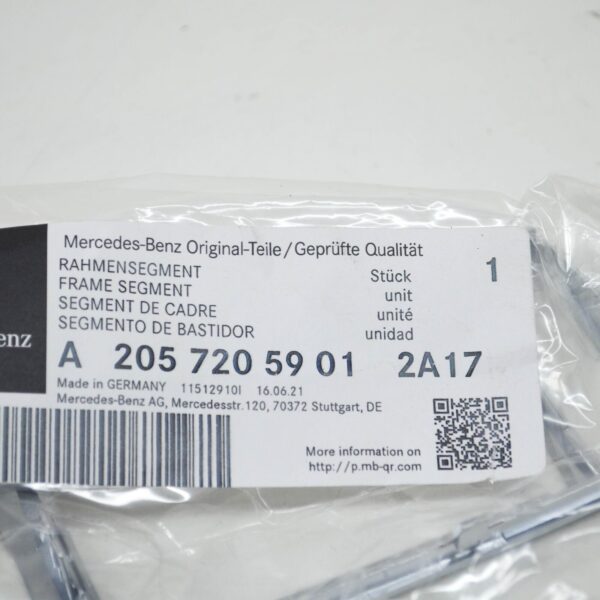 Mercedes-Benz Original-Teile/Geprüfte Qualität
RAHMENSEGMENT
FRAME SEGMENT
SEGMENT DE CADRE
SEGMENTO DE BASTIDOR
Stück
unit
unité
unidad
1
enz
A 205 720 59 01 2A17
Made in GERMANY 11512910I 16.06.21
Mercedes-Benz AG, Mercedesstr.120, 70372 Stuttgart, DE
More information on
http://p.mb-qr.com